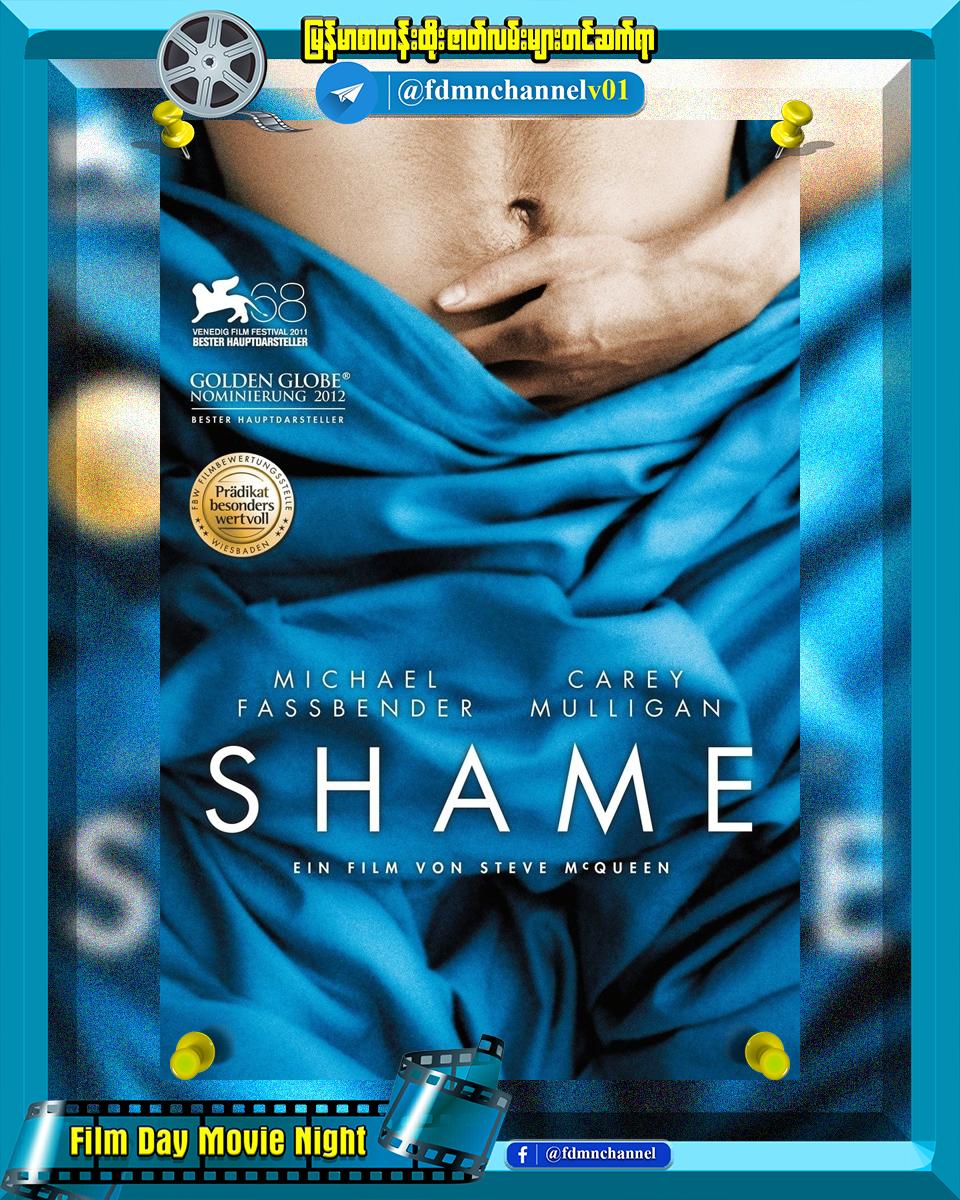 မြန်မာစာတန်းထိုးဇာတ်လမ်းများတင်ဆက်ရာ
@fdmnchannelv01
68
VENEDIG FILM FESTIVAL 2011
BESTER HAUPTDARSTELLER
GOLDEN GLOBE®
NOMINIERUNG 2012
BESTER HAUPTDARSTELLER
FBW FILMBEWERTUNGSSTELLE
Prädikat
besonders
wertvoll
WIESBADEN
MICHAEL FASSBENDER
CAREY MULLIGAN
SHAME
EIN FILM VON STEVE McQUEEN
S
E
Film Day Movie Night
f
@fdmnchannel